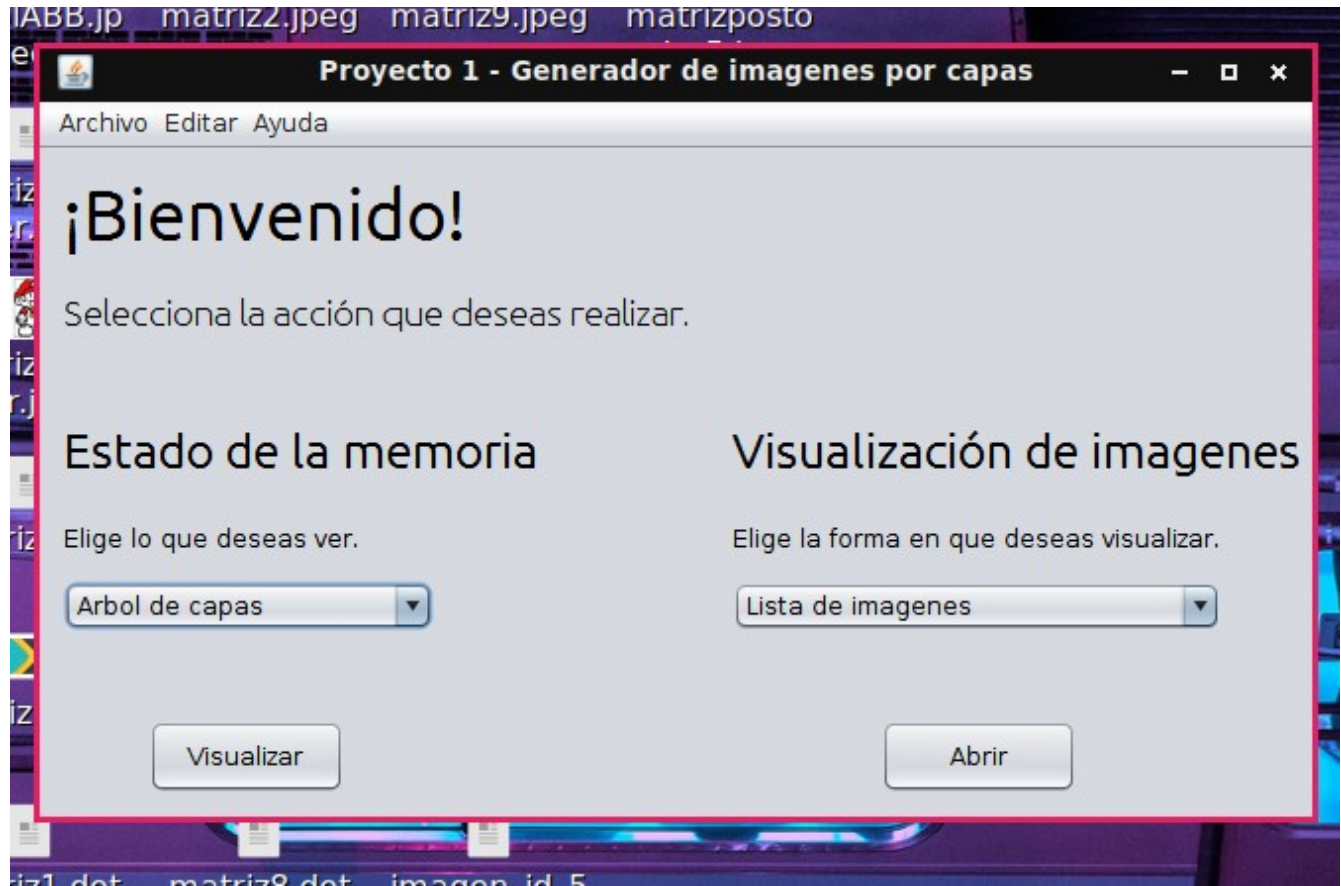 matriz2.jpeg matriz9.jpeg matrizposto
Proyecto 1 - Generador de imagenes por capas
Archivo Editar Ayuda
¡Bienvenido!
Selecciona la acción que deseas realizar.
Estado de la memoria
Visualización de imagenes
Elige lo que deseas ver.
Elige la forma en que deseas visualizar.
Arbol de capas
Lista de imagenes
Visualizar
Abrir
matriz8.dot imagen_id_5